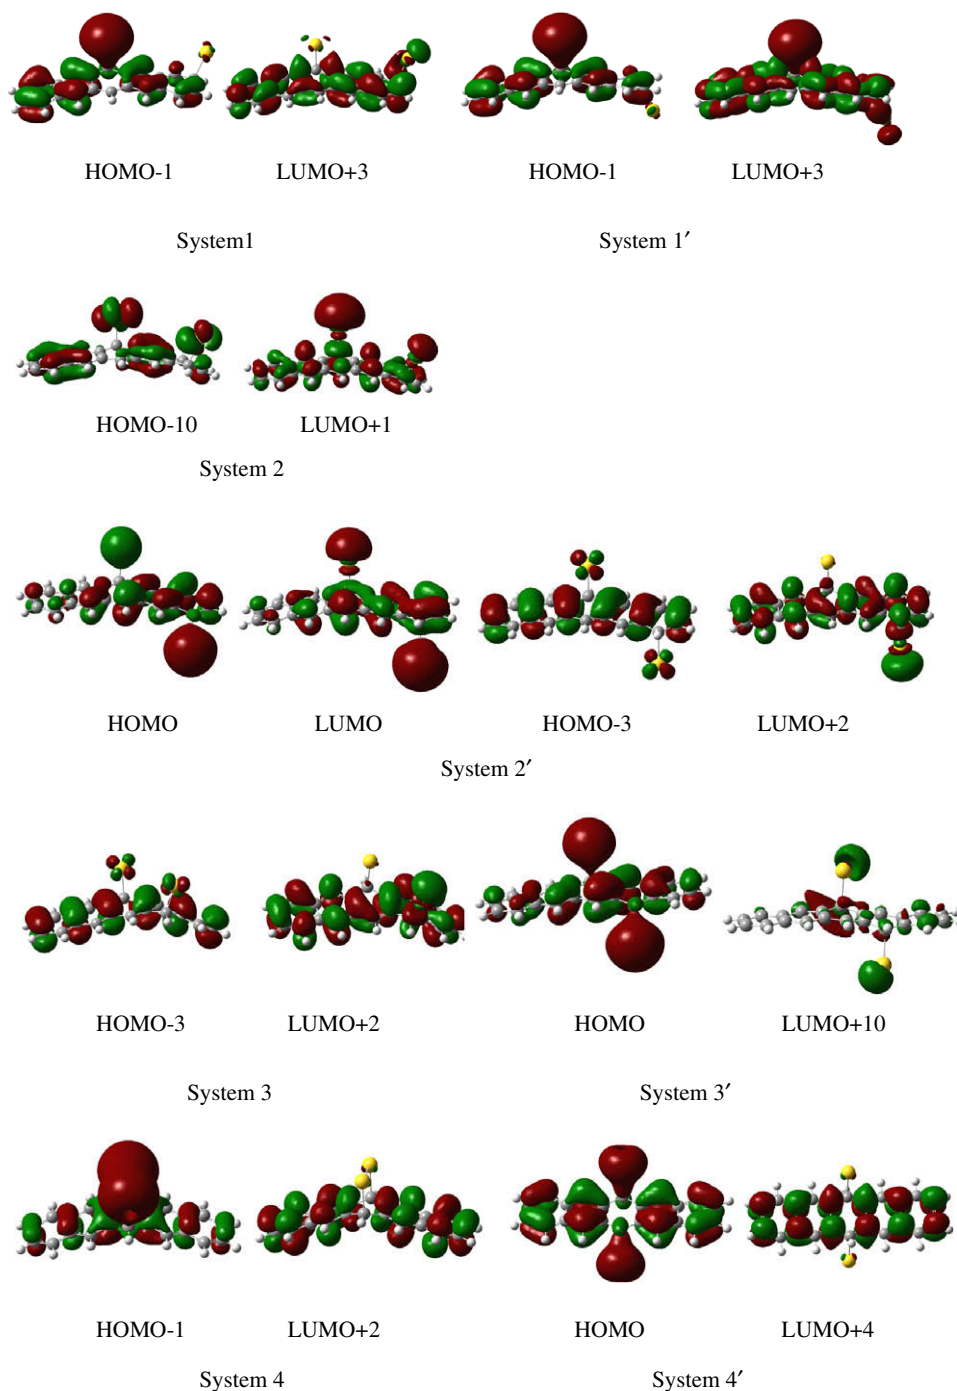 HOMO-1 LUMO+3 HOMO-1 LUMO+3
System1 System 1′
HOMO-10 LUMO+1
System 2
HOMO LUMO HOMO-3 LUMO+2
System 2′
HOMO-3 LUMO+2 HOMO LUMO+10
System 3 System 3′
HOMO-1 LUMO+2 HOMO LUMO+4
System 4 System 4′